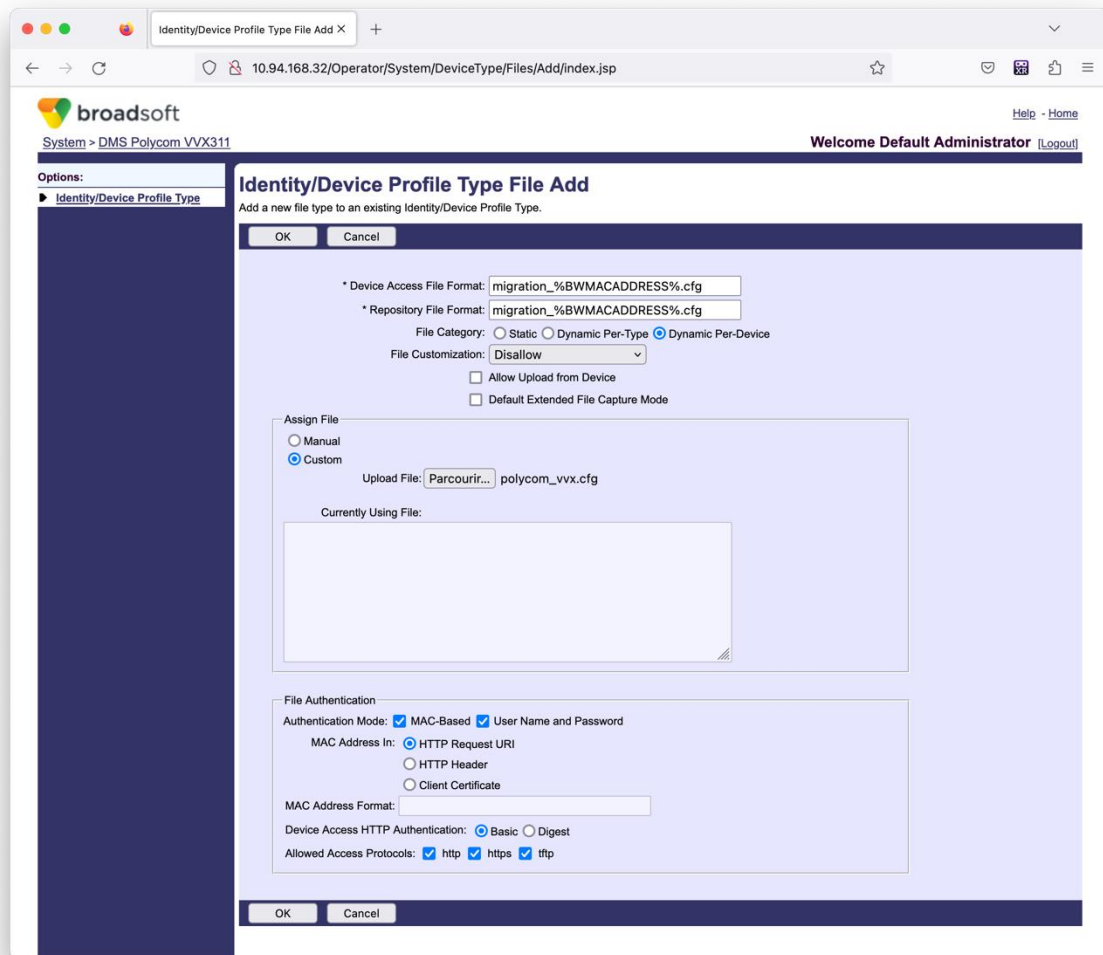 Identity/Device Profile Type File Add
10.94.168.32/Operator/System/DeviceType/Files/Add/index.jsp
XR
broadsoft
Help - Home
System > DMS Polycom VVX311
Welcome Default Administrator [Logout]
Options:
Identity/Device Profile Type
Identity/Device Profile Type File Add
Add a new file type to an existing Identity/Device Profile Type.
OK Cancel
* Device Access File Format: migration_%BWMACADDRESS%.cfg
* Repository File Format: migration_%BWMACADDRESS%.cfg
File Category: Static Dynamic Per-Type Dynamic Per-Device
File Customization: Disallow
Allow Upload from Device
Default Extended File Capture Mode
Assign File
Manual
Custom
Upload File: Parcourir... polycom_vvx.cfg
Currently Using File:
File Authentication
Authentication Mode: MAC-Based User Name and Password
MAC Address In: HTTP Request URI
HTTP Header
Client Certificate
MAC Address Format:
Device Access HTTP Authentication: Basic Digest
Allowed Access Protocols: http https tftp
OK Cancel